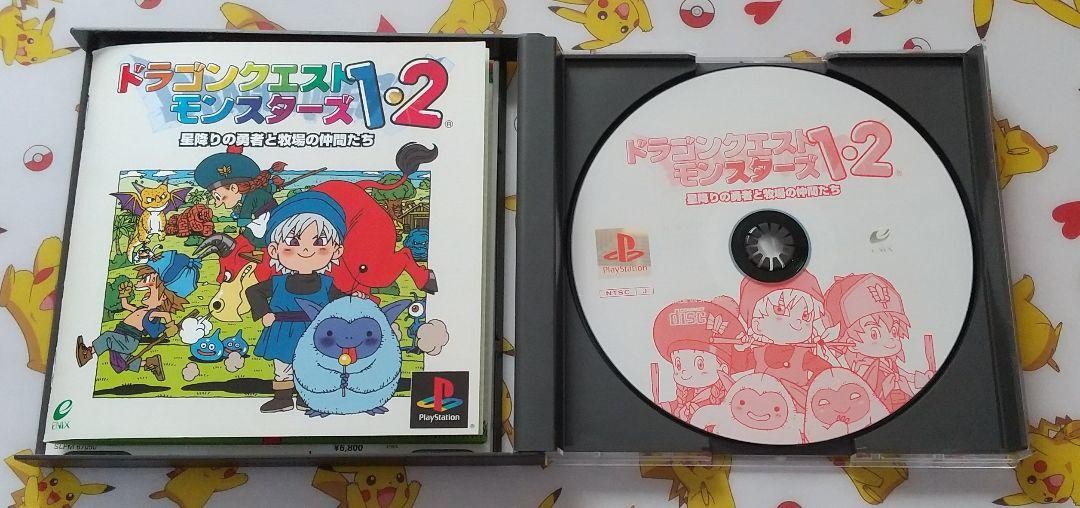 ドラゴンクエスト
モンスターズ1・2
®
星降りの勇者と牧場の仲間たち
ENIX
PlayStation
¥6,800
ドラゴンクエスト
モンスターズ1・2
®
星降りの勇者と牧場の仲間たち
PlayStation
NTSC J
disc